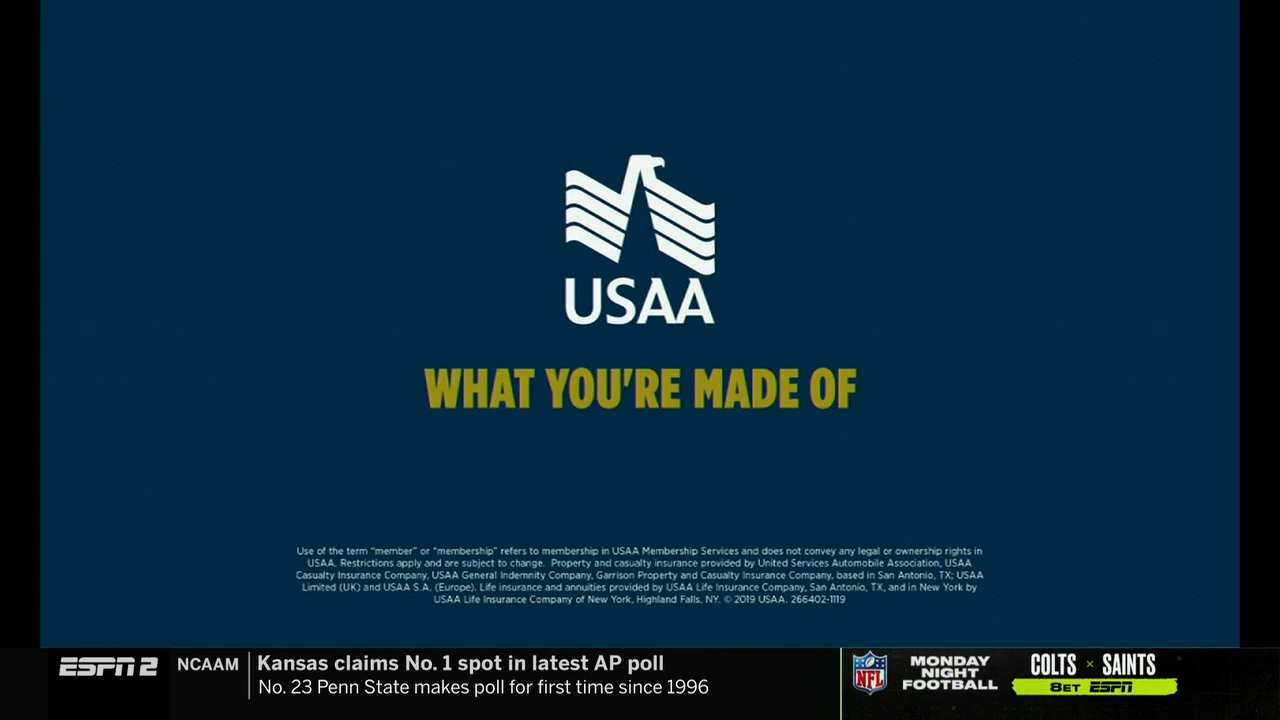 USAA
WHAT YOU'RE MADE OF
Use of the term “member” or “membership” refers to membership in USAA Membership Services and does not convey any legal or ownership rights in
USAA. Restrictions apply and are subject to change. Property and casualty insurance provided by United Services Automobile Association, USAA
Casualty Insurance Company, USAA General Indemnity Company, Garrison Property and Casualty Insurance Company, based in San Antonio, TX; USAA
Limited (UK) and USAA S.A. (Europe). Life insurance and annuities provided by USAA Life Insurance Company, San Antonio, TX, and in New York by
USAA Life Insurance Company of New York, Highland Falls, NY. © 2019 USAA. 266402-1119
ESPN 2
NCAAM
Kansas claims No. 1 spot in latest AP poll
No. 23 Penn State makes poll for first time since 1996
NFL
MONDAY
NIGHT
FOOTBALL
COLTS × SAINTS
8ET ESPN